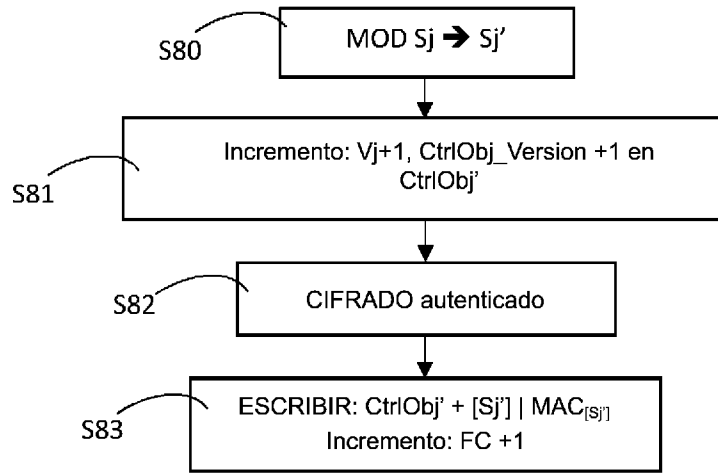 S80
MOD Sj ➔ Sj’
S81
Incremento: Vj+1, CtrlObj_Version +1 en
CtrlObj’
S82
CIFRADO autenticado
S83
ESCRIBIR: CtrlObj’ + [Sj’] | MAC[Sj’]
Incremento: FC +1